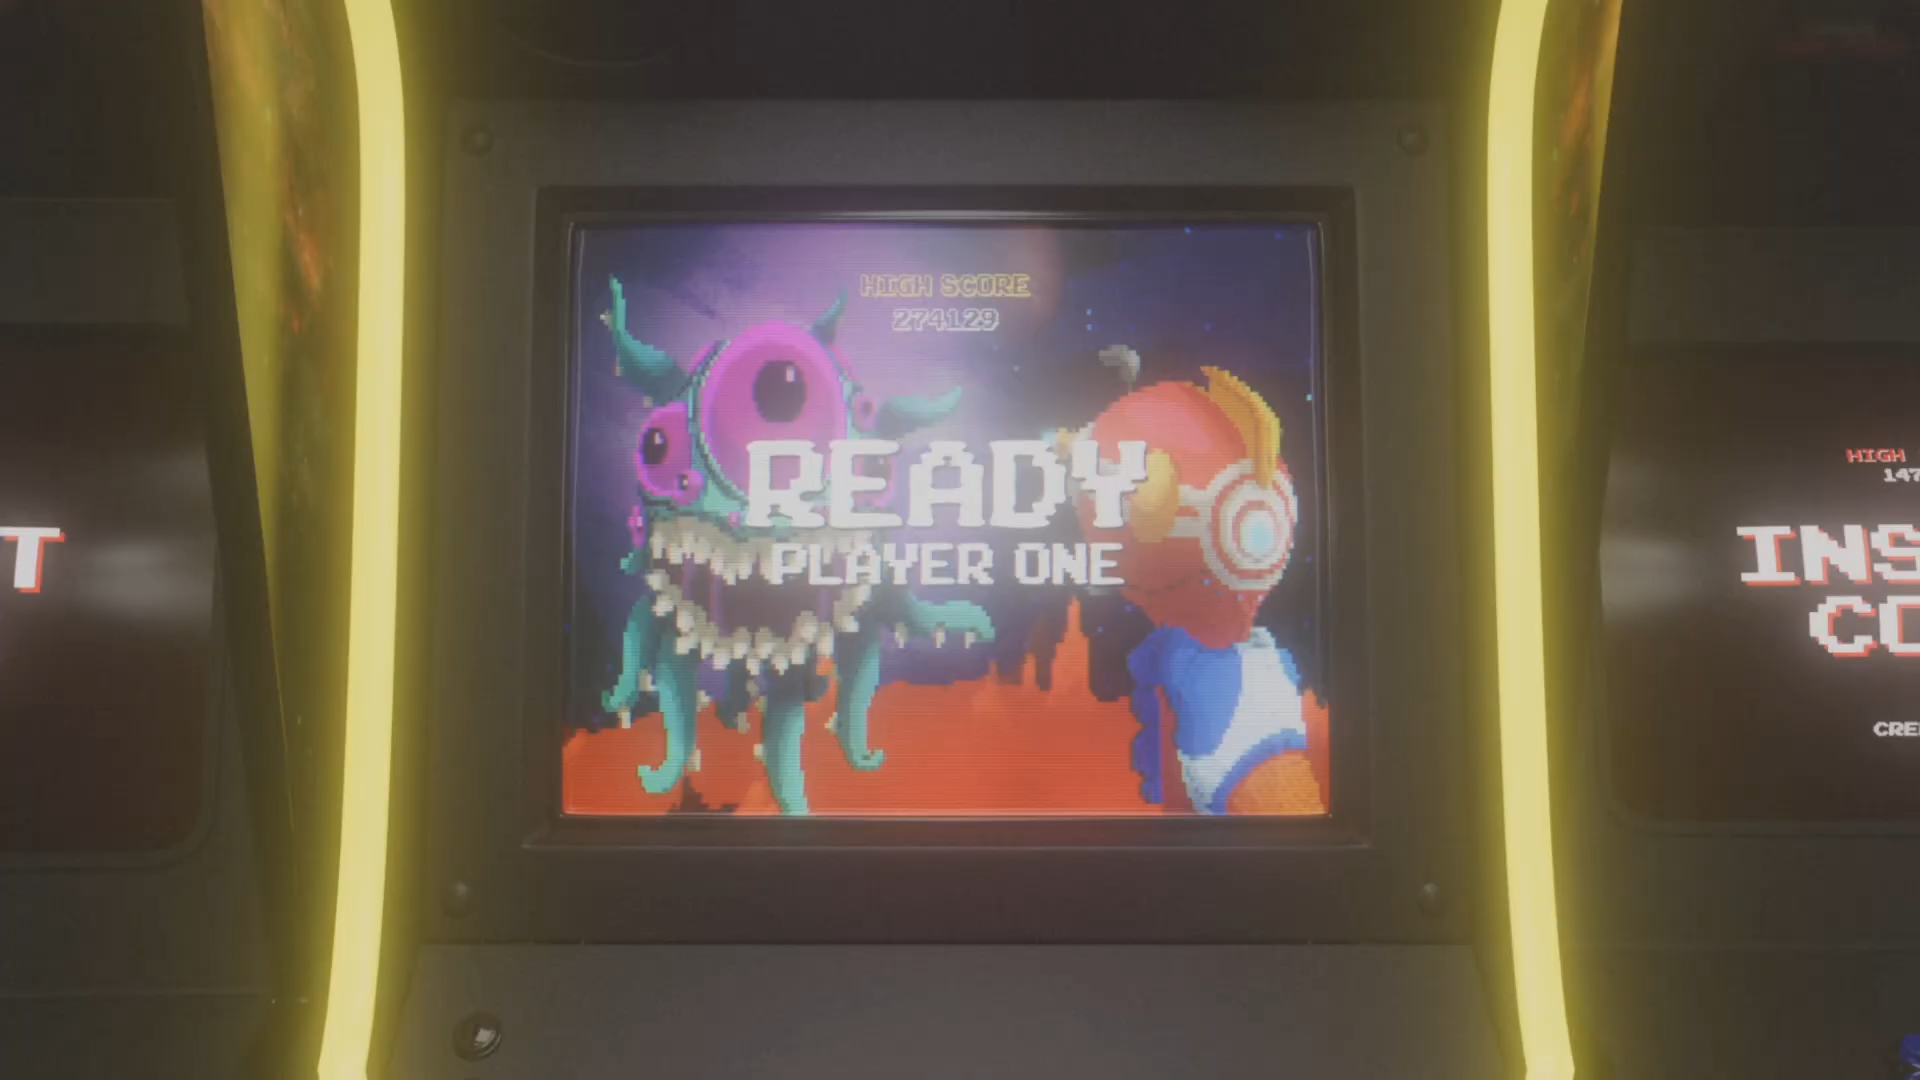 HIGH SCORE
274129
READY
PLAYER ONE
T
HIGH
147
INS
CO
CRE